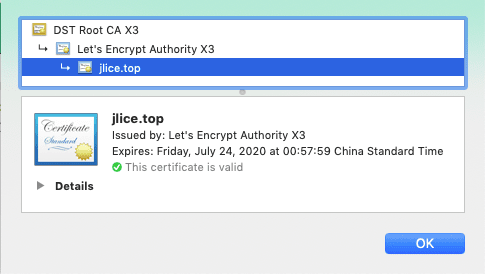 DST Root CA X3
Let's Encrypt Authority X3
jlice.top
Certificate
Standard
jlice.top
Issued by: Let's Encrypt Authority X3
Expires: Friday, July 24, 2020 at 00:57:59 China Standard Time
This certificate is valid
Details
OK